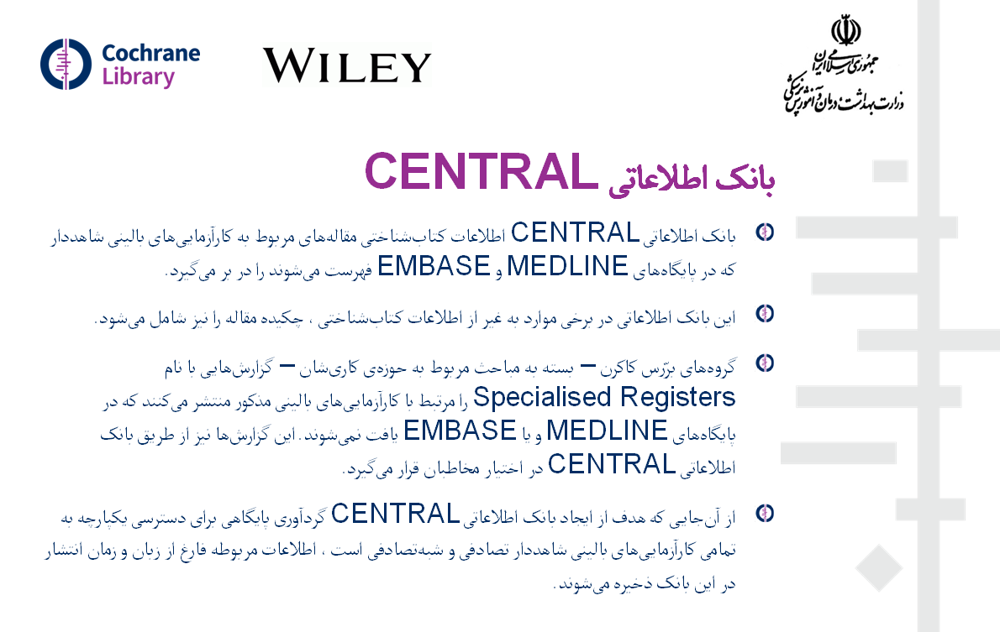 Cochrane
Library
WILEY
جمهوری اسلامی ایران
وزارت بهداشت، درمان و آموزش پزشکی
بانک اطلاعاتی CENTRAL
بانک اطلاعاتی CENTRAL اطلاعات کتاب‌شناختی مقاله‌های مربوط به کارآزمایی‌های بالینی شاهددار
که در پایگاه‌های MEDLINE و EMBASE فهرست می‌شوند را در بر می‌گیرد.
این بانک اطلاعاتی در برخی موارد به غیر از اطلاعات کتاب‌شناختی ، چکیده مقاله را نیز شامل می‌شود.
گروه‌های برّرس کاکرن – بسته به مباحث مربوط به حوزه‌ی کاری‌شان – گزارش‌هایی با نام
Specialised Registers را مرتبط با کارآزمایی‌های بالینی مذکور منتشر می‌کنند که در
پایگاه‌های MEDLINE و یا EMBASE یافت نمی‌شوند. این گزارش‌ها نیز از طریق بانک
اطلاعاتی CENTRAL در اختیار مخاطبان قرار می‌گیرد.
از آن‌جایی که هدف از ایجاد بانک اطلاعاتی CENTRAL گردآوری پایگاهی برای دسترسی یکپارچه به
تمامی کارآزمایی‌های بالینی شاهددار تصادفی و شبه‌تصادفی است ، اطلاعات مربوطه فارغ از زبان و زمان انتشار
در این بانک ذخیره می‌شوند.